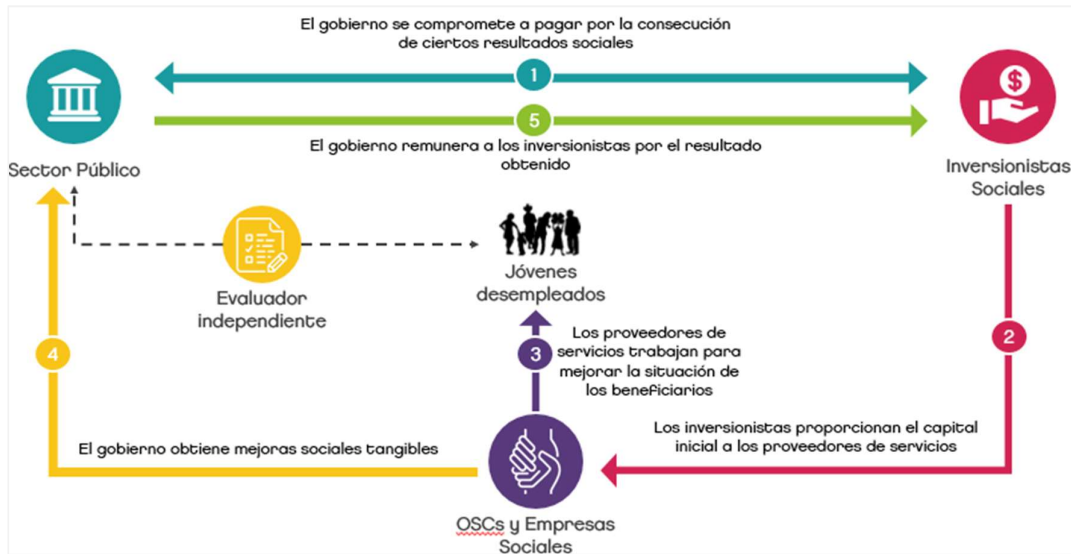 El gobierno se compromete a pagar por la consecución
de ciertos resultados sociales
1
5
El gobierno remunera a los inversionistas por el resultado
obtenido
Sector Público
$
Inversionistas
Sociales
Evaluador
independiente
Jóvenes
desempleados
4
3
Los proveedores de
servicios trabajan para
mejorar la situación de
los beneficiarios
2
El gobierno obtiene mejoras sociales tangibles
Los inversionistas proporcionan el capital
inicial a los proveedores de servicios
OSCs y Empresas
Sociales